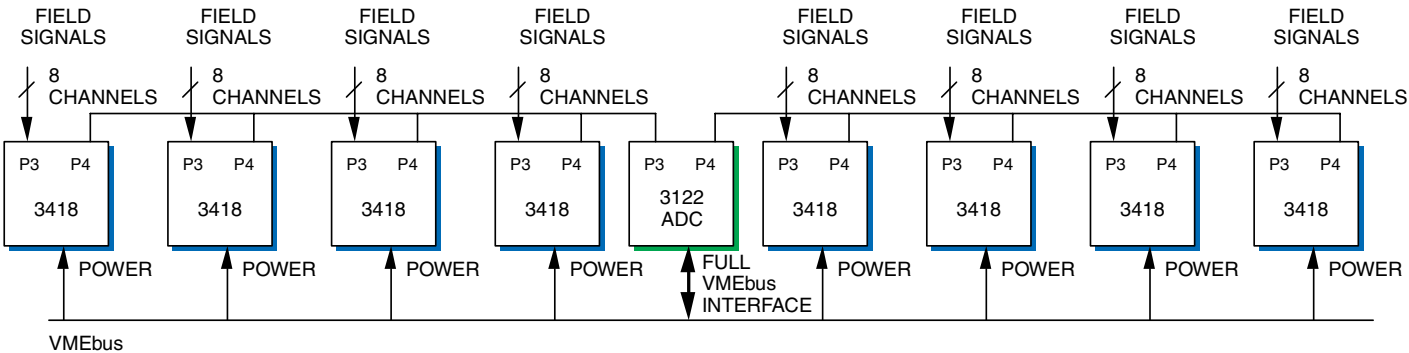 FIELD
SIGNALS
FIELD
SIGNALS
FIELD
SIGNALS
FIELD
SIGNALS
FIELD
SIGNALS
FIELD
SIGNALS
FIELD
SIGNALS
FIELD
SIGNALS
8
CHANNELS
8
CHANNELS
8
CHANNELS
8
CHANNELS
8
CHANNELS
8
CHANNELS
8
CHANNELS
8
CHANNELS
P3 P4
3418
P3 P4
3418
P3 P4
3418
P3 P4
3418
P3 P4
3122
ADC
P3 P4
3418
P3 P4
3418
P3 P4
3418
P3 P4
3418
POWER
POWER
POWER
POWER
FULL
VMEbus
INTERFACE
POWER
POWER
POWER
POWER
VMEbus